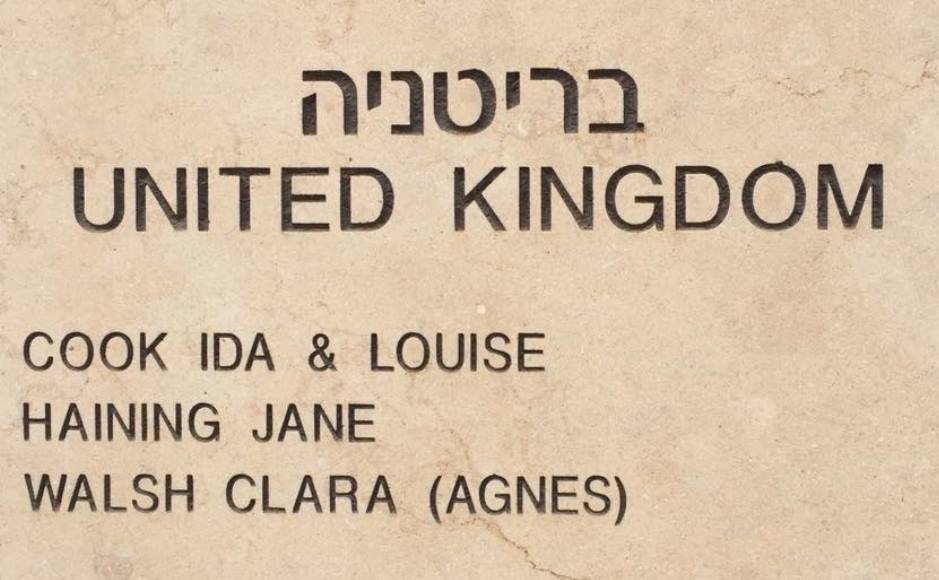 בריטניה
UNITED KINGDOM
COOK IDA & LOUISE
HAINING JANE
WALSH CLARA (AGNES)